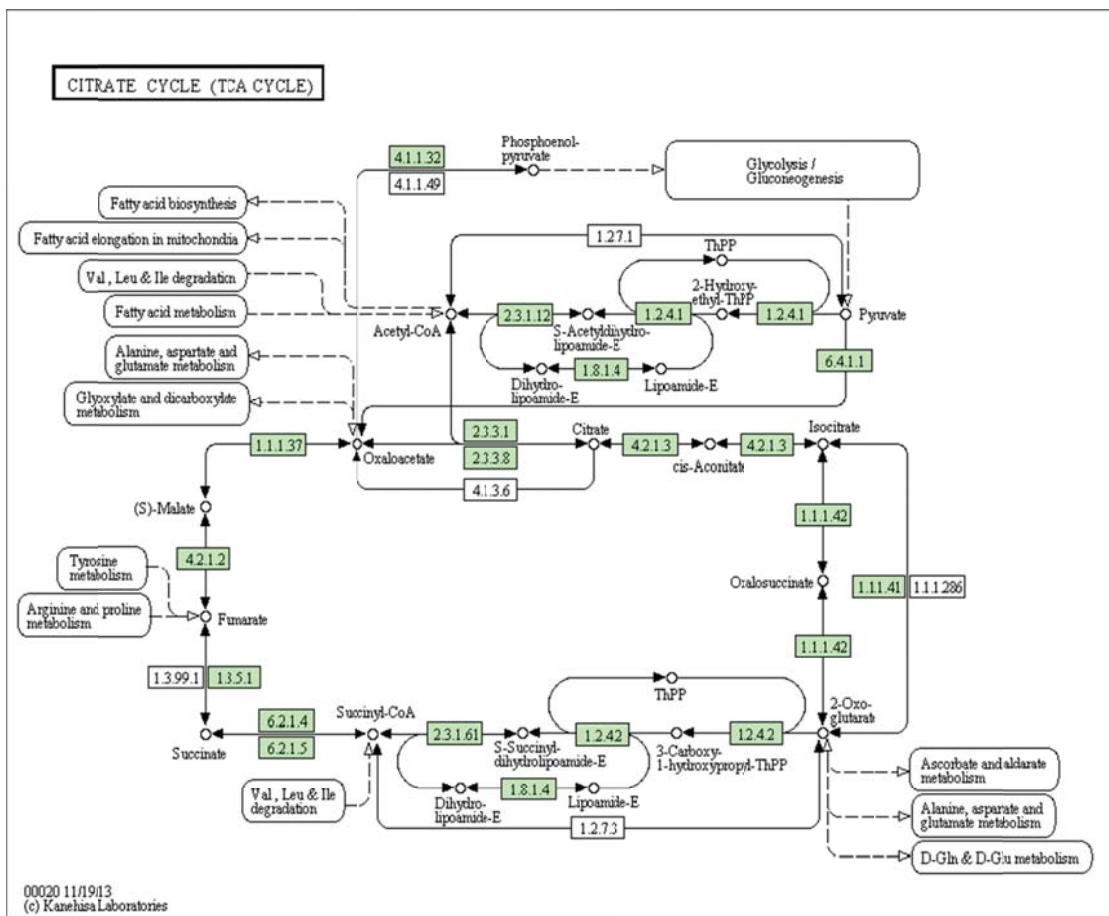 CITRATE CYCLE (TCA CYCLE)
Phosphoenol-
pyruvate
4.1.1.32
4.1.1.49
Glycolysis /
Gluconeogenesis
Fatty acid biosynthesis
Fatty acid elongation in mitochondria
Val , Leu & Ile degradation
Fatty acid metabolism
Alanine, aspartate and
glutamate metabolism
Glyoxylate and dicarboxylate
metabolism
1.2.7.1
ThPP
2-Hydroxy-
ethyl-ThPP
Acetyl-CoA
2.3.1.12
S-Acetyldihydro-
lipoamide-E
1.2.4.1
1.2.4.1
Pyruvate
Dihydro-
lipoamide-E
1.8.1.4
Lipoamide-E
6.4.1.1
1.1.1.37
Oxaloacetate
2.3.3.1
2.3.3.8
4.1.3.6
Citrate
4.2.1.3
cis-Aconitate
4.2.1.3
Isocitrate
(S)-Malate
4.2.1.2
1.1.1.42
Tyrosine
metabolism
Arginine and proline
metabolism
Fumarate
Oxalosuccinate
1.1.1.41
1.1.1.286
1.1.1.42
1.3.99.1
1.3.5.1
ThPP
2-Oxo-
glutarate
Succinate
6.2.1.4
6.2.1.5
Succinyl-CoA
2.3.1.61
S-Succinyl-
dihydrolipoamide-E
1.2.4.2
3-Carboxy-
1-hydroxypropyl-ThPP
1.2.4.2
Val , Leu & Ile
degradation
Dihydro-
lipoamide-E
1.8.1.4
Lipoamide-E
1.2.7.3
Ascorbate and aldarate
metabolism
Alanine, asparate and
glutamate metabolism
D-Gln & D-Glu metabolism
00020 11/19/13
(c) Kanehisa Laboratories